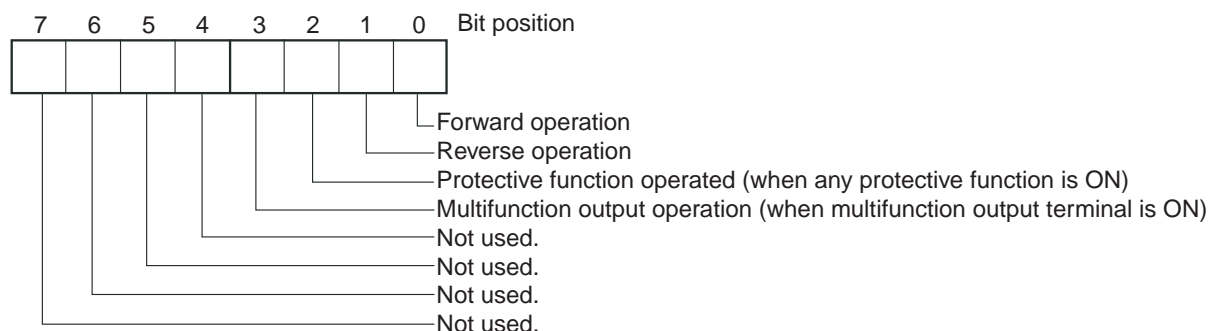 7 6 5 4 3 2 1 0 Bit position
Forward operation
Reverse operation
Protective function operated (when any protective function is ON)
Multifunction output operation (when multifunction output terminal is ON)
Not used.
Not used.
Not used.
Not used.